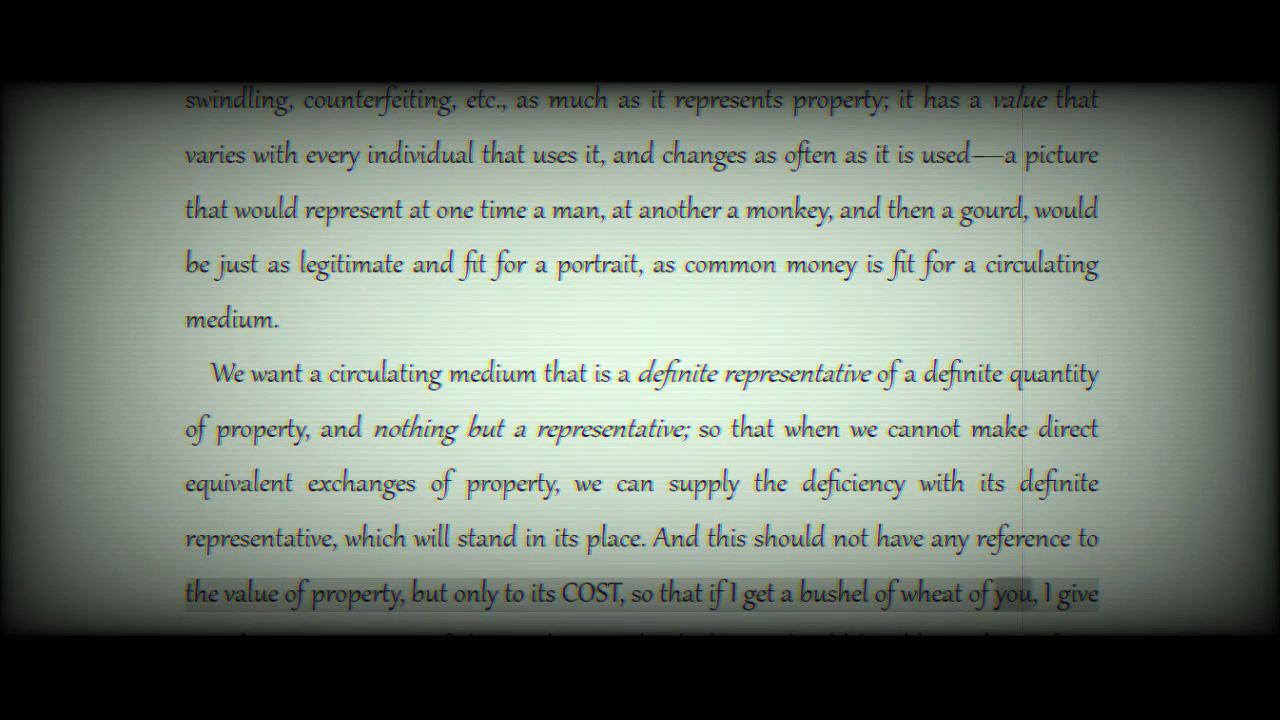 swindling, counterfeiting, etc., as much as it represents property; it has a value that
varies with every individual that uses it, and changes as often as it is used—a picture
that would represent at one time a man, at another a monkey, and then a gourd, would
be just as legitimate and fit for a portrait, as common money is fit for a circulating
medium.
We want a circulating medium that is a definite representative of a definite quantity
of property, and nothing but a representative; so that when we cannot make direct
equivalent exchanges of property, we can supply the deficiency with its definite
representative, which will stand in its place. And this should not have any reference to
the value of property, but only to its COST, so that if I get a bushel of wheat of you, I give